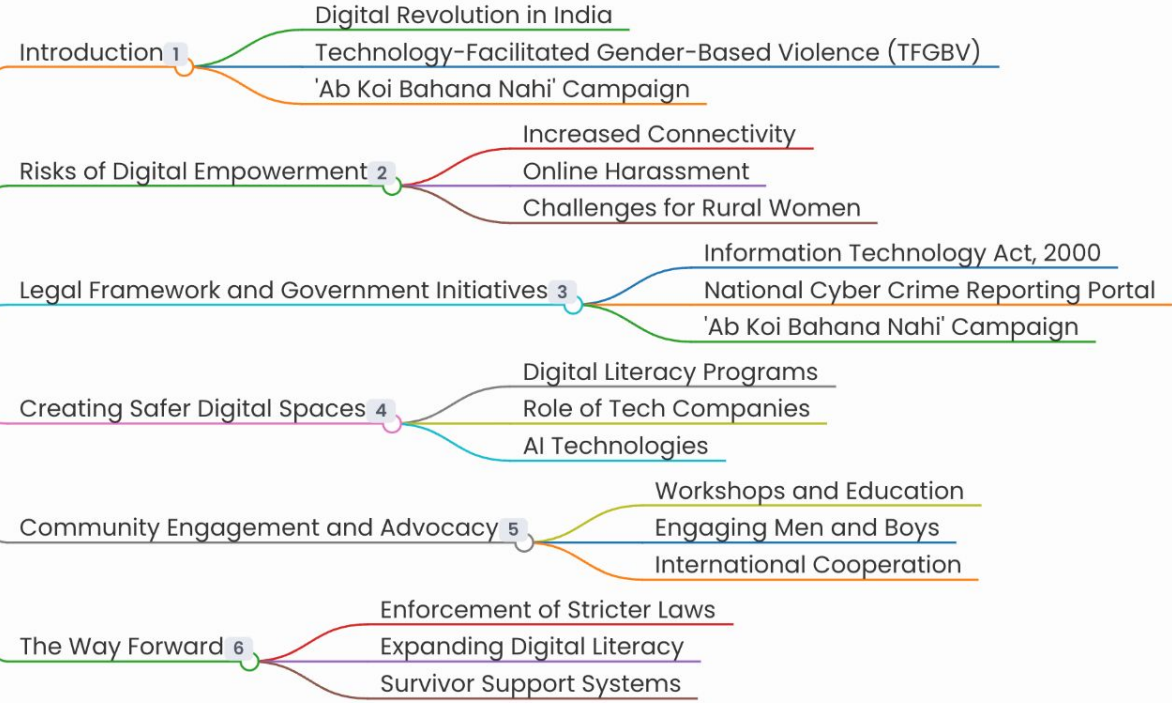 Introduction 1
Digital Revolution in India
Technology-Facilitated Gender-Based Violence (TFGBV)
'Ab Koi Bahana Nahi' Campaign
Risks of Digital Empowerment 2
Increased Connectivity
Online Harassment
Challenges for Rural Women
Legal Framework and Government Initiatives 3
Information Technology Act, 2000
National Cyber Crime Reporting Portal
'Ab Koi Bahana Nahi' Campaign
Creating Safer Digital Spaces 4
Digital Literacy Programs
Role of Tech Companies
AI Technologies
Community Engagement and Advocacy 5
Workshops and Education
Engaging Men and Boys
International Cooperation
The Way Forward 6
Enforcement of Stricter Laws
Expanding Digital Literacy
Survivor Support Systems